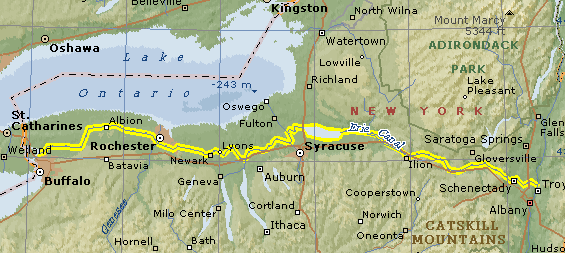 Belleville
Kingston
North Wilna
Mount Marcy
5344 ft
Oshawa
Lake
Ontario
Watertown
ADIRONDACK
PARK
Lowville
-243 m
Richland
Lake
Pleasant
St.
Catharines
Oswego
NEW YORK
Albion
Fulton
Erie Canal
Glen
Falls
Welland
Rochester
Lyons
Syracuse
Saratoga Springs
Batavia
Newark
Ilion
Gloversville
Buffalo
Geneva
Auburn
Schenectady
Troy
Cooperstown
Genesee
Milo Center
Cortland
Norwich
Albany
Ithaca
Oneonta
CATSKILL
MOUNTAINS
Hornell
Bath